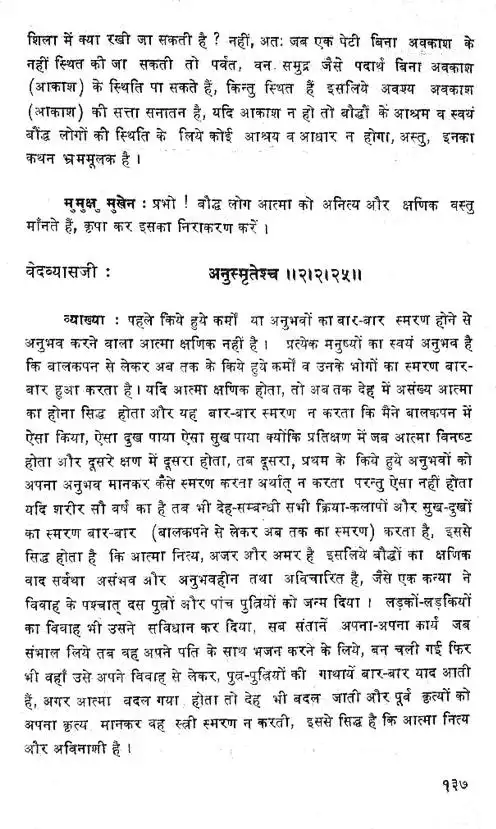 शिला में क्या रखी जा सकती है ? नहीं, अतः जब एक पेटी बिना अवकाश के
नहीं स्थित की जा सकती तो पर्वत, वन समुद्र जैसे पदार्थ बिना अवकाश
(आकाश) के स्थिति पा सकते हैं, किन्तु स्थित हैं इसलिये अवश्य अवकाश
(आकाश) की सत्ता सनातन है, यदि आकाश न हो तो बौद्धों के आश्रम व स्वयं
बौद्ध लोगों की स्थिति के लिये कोई आश्रय व आधार न होगा, अस्तु, इनका
कथन भ्रममूलक है ।
मुमुक्षु मुखेन : प्रभो ! बौद्ध लोग आत्मा को अनित्य और क्षणिक वस्तु
माँनते हैं, कृपा कर इसका निराकरण करें ।
वेदव्यासजी : अनुस्मृतेश्च ॥२।२।२५॥
व्याख्या : पहले किये हुये कर्मों या अनुभवों का बार-बार स्मरण होने से
अनुभव करने वाला आत्मा क्षणिक नहीं है । प्रत्येक मनुष्यों का स्वयं अनुभव है
कि बालकपन से लेकर अब तक के किये हुये कर्मों व उनके भोगों का स्मरण बार-
बार हुआ करता है । यदि आत्मा क्षणिक होता, तो अब तक देह में असंख्य आत्मा
का होना सिद्ध होता और यह बार-बार स्मरण न करता कि मैने बालकपन में
ऐसा किया, ऐसा दुख पाया ऐसा सुख पाया क्योंकि प्रतिक्षण में जब आत्मा विनष्ट
होता और दूसरे क्षण में दूसरा होता, तब दूसरा, प्रथम के किये हुये अनुभवों को
अपना अनुभव मानकर कैसे स्मरण करता अर्थात् न करता परन्तु ऐसा नहीं होता
यदि शरीर सौ वर्ष का है तब भी देह-सम्बन्धी सभी क्रिया-कलापों और सुख-दुखों
का स्मरण बार-बार (बालकपने से लेकर अब तक का स्मरण) करता है, इससे
सिद्ध होता है कि आत्मा नित्य, अजर और अमर है इसलिये बौद्धों का क्षणिक
वाद सर्वथा असंभव और अनुभवहीन तथा अविचारित है, जैसे एक कन्या ने
विवाह के पश्चात् दस पुत्रों और पांच पुत्रियों को जन्म दिया । लड़कों-लड़कियों
का विवाह भी उसने सविधान कर दिया, सब संतानें अपना-अपना कार्य जब
संभाल लिये तब वह अपने पति के साथ भजन करने के लिये, बन चली गई फिर
भी वहाँ उसे अपने विवाह से लेकर, पुत्र-पुत्रियों की गाथायें बार-बार याद आती
हैं, अगर आत्मा बदल गया होता तो देह भी बदल जाती और पूर्व कृत्यों को
अपना कृत्य मानकर वह स्त्री स्मरण न करती, इससे सिद्ध है कि आत्मा नित्य
और अविनाशी है ।
१३७